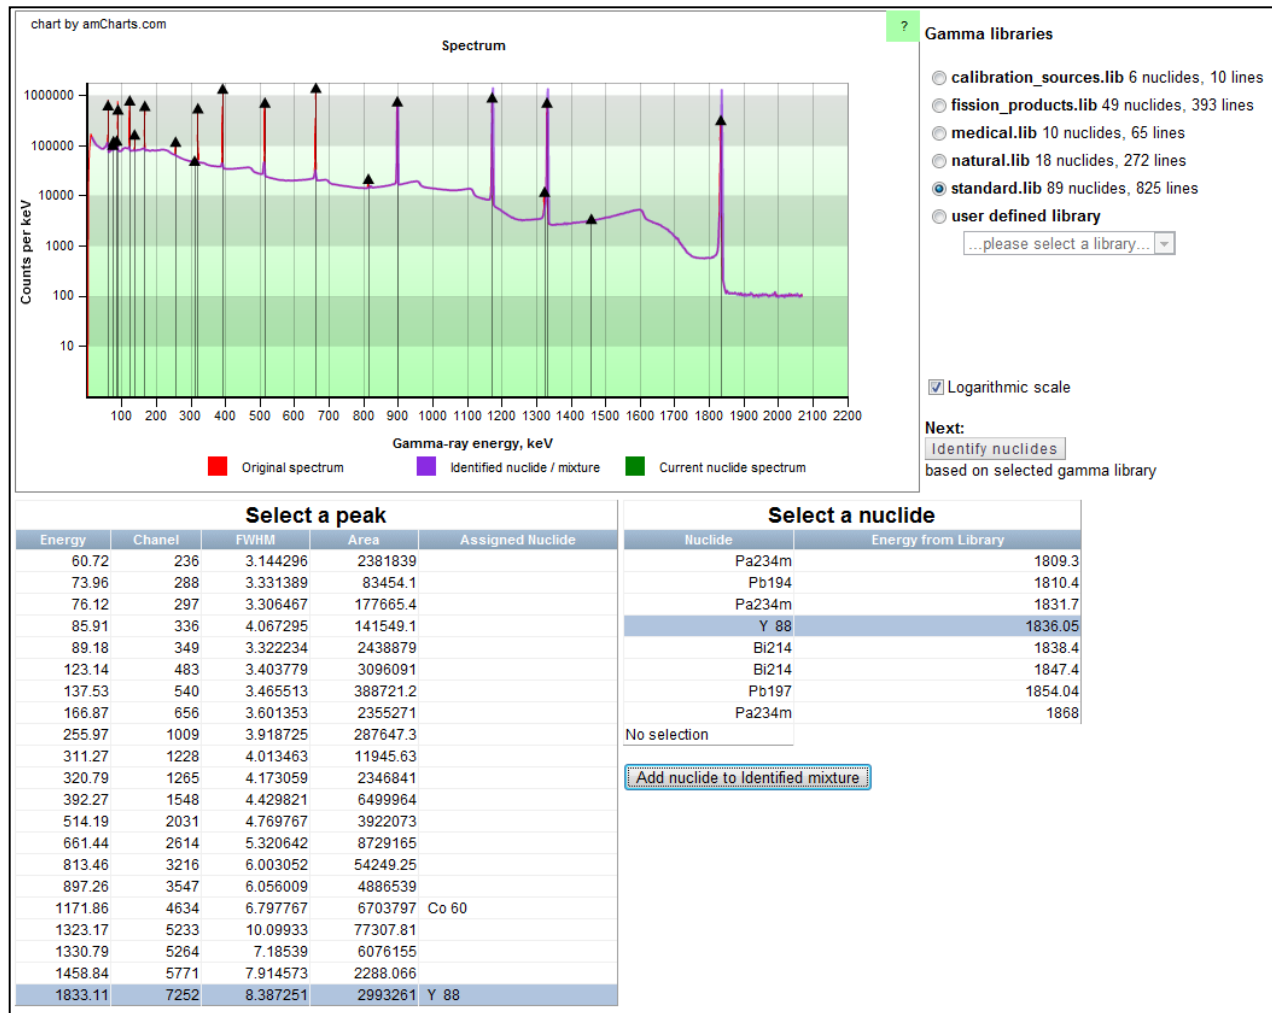 chart by amCharts.com
?
Spectrum
Counts per keV
1000000
100000
10000
1000
100
10
100 200 300 400 500 600 700 800 900 1000 1100 1200 1300 1400 1500 1600 1700 1800 1900 2000 2100 2200
Gamma-ray energy, keV
Original spectrum Identified nuclide / mixture Current nuclide spectrum
Gamma libraries
calibration_sources.lib 6 nuclides, 10 lines
fission_products.lib 49 nuclides, 393 lines
medical.lib 10 nuclides, 65 lines
natural.lib 18 nuclides, 272 lines
standard.lib 89 nuclides, 825 lines
user defined library
...please select a library...
Logarithmic scale
Next:
Identify nuclides
based on selected gamma library
Select a peak
Energy Chanel FWHM Area Assigned Nuclide
60.72 236 3.144296 2381839
73.96 288 3.331389 83454.1
76.12 297 3.306467 177665.4
85.91 336 4.067295 141549.1
89.18 349 3.322234 2438879
123.14 483 3.403779 3096091
137.53 540 3.465513 388721.2
166.87 656 3.601353 2355271
255.97 1009 3.918725 287647.3
311.27 1228 4.013463 11945.63
320.79 1265 4.173059 2346841
392.27 1548 4.429821 6499964
514.19 2031 4.769767 3922073
661.44 2614 5.320642 8729165
813.46 3216 6.003052 54249.25
897.26 3547 6.056009 4886539
1171.86 4634 6.797767 6703797 Co 60
1323.17 5233 10.09933 77307.81
1330.79 5264 7.18539 6076155
1458.84 5771 7.914573 2288.066
1833.11 7252 8.387251 2993261 Y 88
Select a nuclide
Nuclide Energy from Library
Pa234m 1809.3
Pb194 1810.4
Pa234m 1831.7
Y 88 1836.05
Bi214 1838.4
Bi214 1847.4
Pb197 1854.04
Pa234m 1868
No selection
Add nuclide to Identified mixture